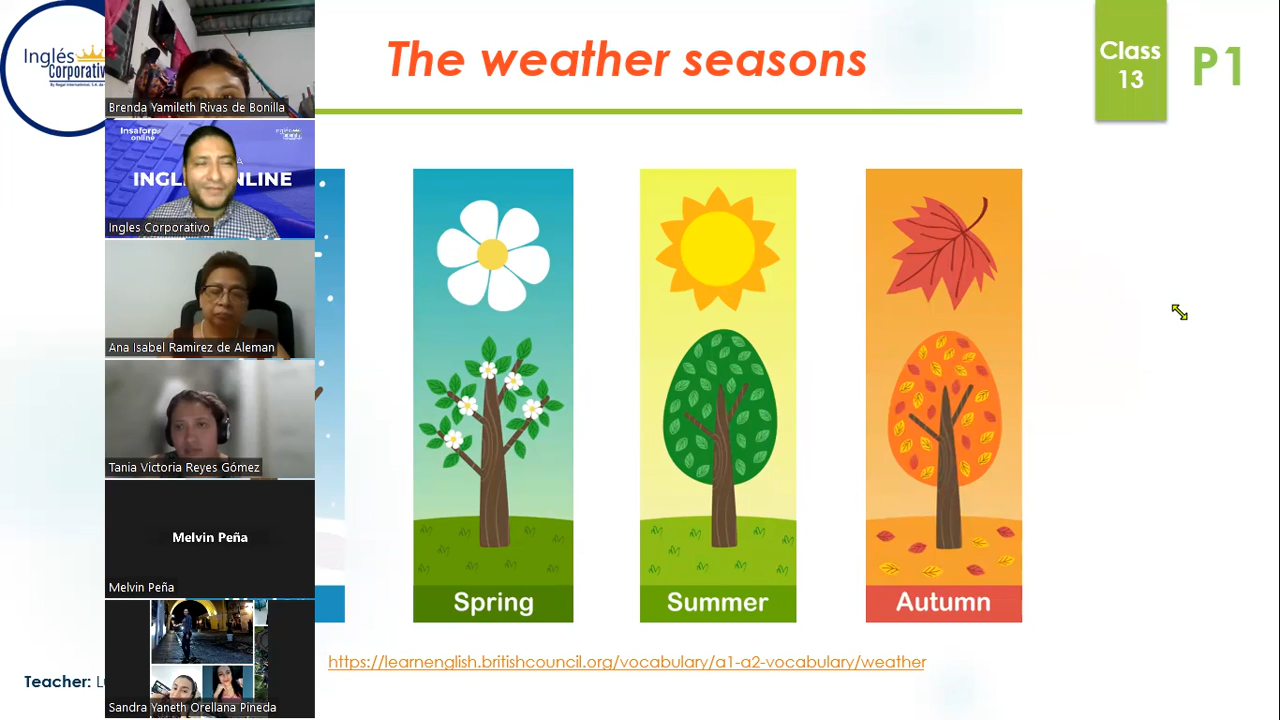 Inglés
Corporativ
The weather seasons
Class
13
P1
Brenda Yamileth Rivas de Bonilla
Insaforp
online
INGL NLINE
Ingles Corporativo
Ana Isabel Ramirez de Aleman
Tania Victoria Reyes Gómez
Melvin Peña
Melvin Peña
Sandra Yaneth Orellana Pineda
Spring
Summer
Autumn
https://learnenglish.britishcouncil.org/vocabulary/a1-a2-vocabulary/weather
Teacher: